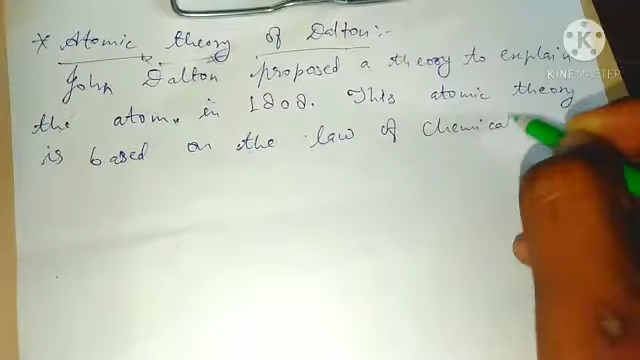 * Atomic theory of Dalton:-
John Dalton proposed a theory to explain
the atom. in 1808. This atomic theory
is based on the law of Chemical
KINEMASTER